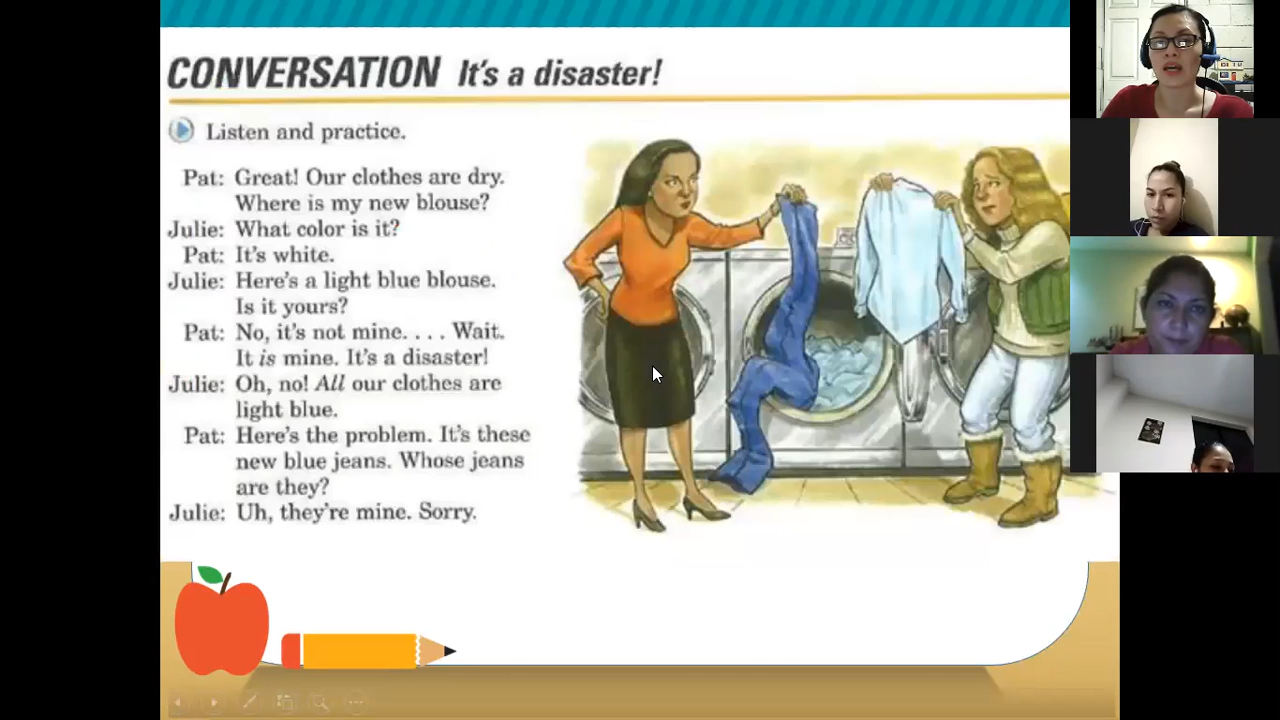 CONVERSATION It's a disaster!
Listen and practice.
Pat: Great! Our clothes are dry.
Where is my new blouse?
Julie: What color is it?
Pat: It's white.
Julie: Here's a light blue blouse.
Is it yours?
Pat: No, it's not mine. . . . Wait.
It is mine. It's a disaster!
Julie: Oh, no! All our clothes are
light blue.
Pat: Here's the problem. It's these
new blue jeans. Whose jeans
are they?
Julie: Uh, they're mine. Sorry.